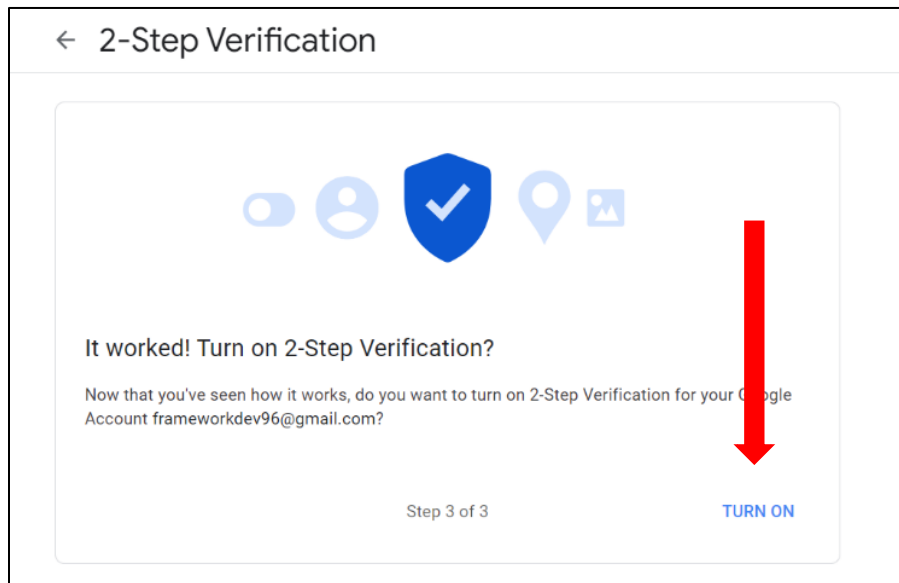 2-Step Verification
It worked! Turn on 2-Step Verification?
Now that you've seen how it works, do you want to turn on 2-Step Verification for your Google
Account frameworkdev96@gmail.com?
Step 3 of 3
TURN ON